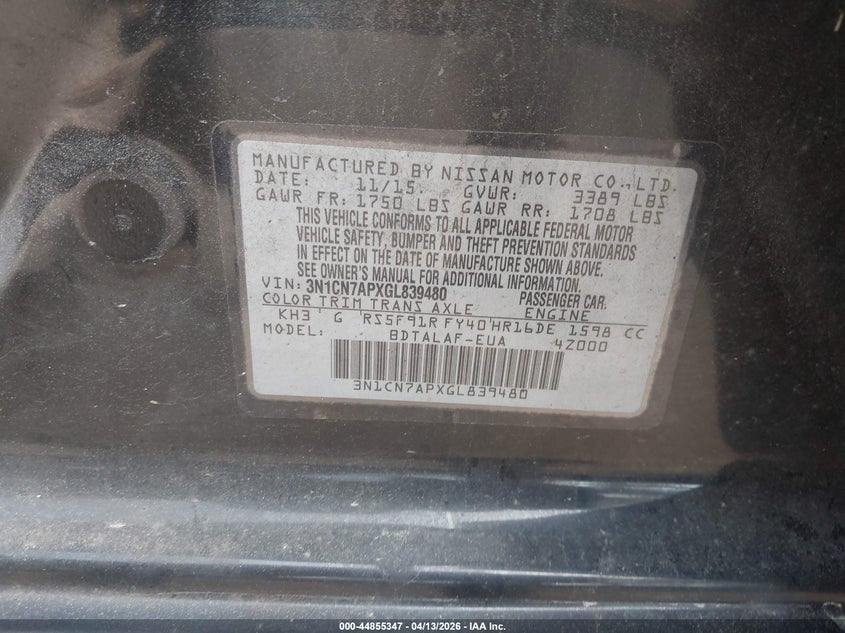 MANUFACTURED BY NISSAN MOTOR CO., LTD.
DATE: 11/15 GVWR: 3389 LBS
GAWR FR: 1750 LBS GAWR RR: 1708 LBS
THIS VEHICLE CONFORMS TO ALL APPLICABLE FEDERAL MOTOR
VEHICLE SAFETY, BUMPER AND THEFT PREVENTION STANDARDS
IN EFFECT ON THE DATE OF MANUFACTURE SHOWN ABOVE.
SEE OWNER'S MANUAL FOR ADDITIONAL INFORMATION.
VIN: 3N1CN7APXGL839480 PASSENGER CAR.
COLOR TRIM TRANS AXLE ENGINE
KH3 G RS5F91R FY40 HR16DE 1598 CC
MODEL: BDTALAF-EUA 4Z000
3N1CN7APXGL839480
000-44855347 - 04/13/2026 - IAA Inc.